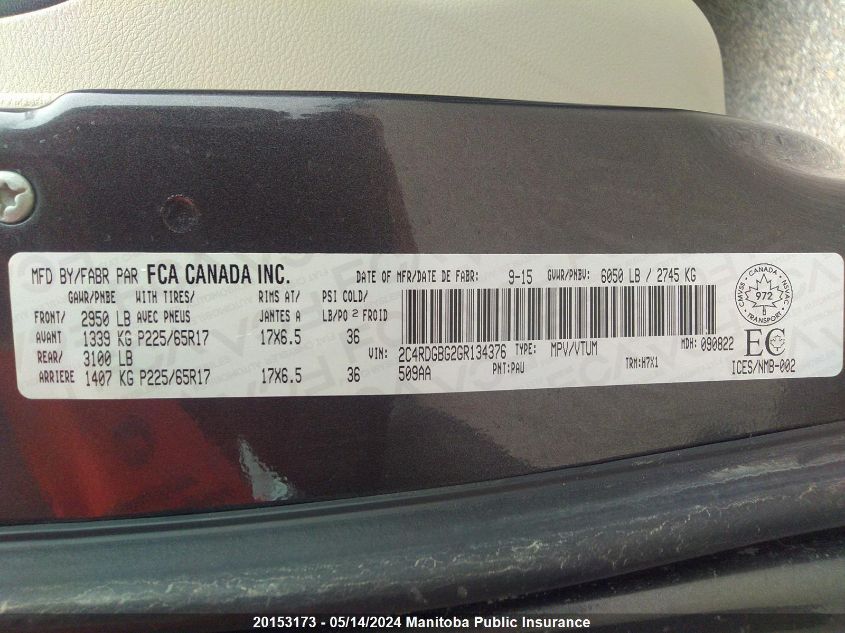 MFD BY/FABR PAR FCA CANADA INC. DATE OF MFR/DATE DE FABR: 9-15 GVWR/PNBV: 6050 LB / 2745 KG
GAWR/PNBE WITH TIRES/ RIMS AT/ PSI COLD/
FRONT/ 2950 LB AVEC PNEUS JANTES A LB/PO 2 FROID
AVANT 1339 KG P225/65R17 17X6.5 36
REAR/ 3100 LB
ARRIERE 1407 KG P225/65R17 17X6.5 36
VIN: 2C4RDGBG2GR134376 TYPE: MPV/VTUM MDH: 090822
509AA PNT:PAU TRM:H7X1
CANADA
CMVSS 972 NSVAC
TRANSPORT
EC
ICES/NMB-002
20153173 - 05/14/2024 Manitoba Public Insurance